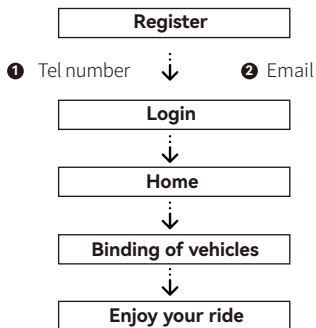 Register
❶ Tel number ❷ Email
Login
Home
Binding of vehicles
Enjoy your ride